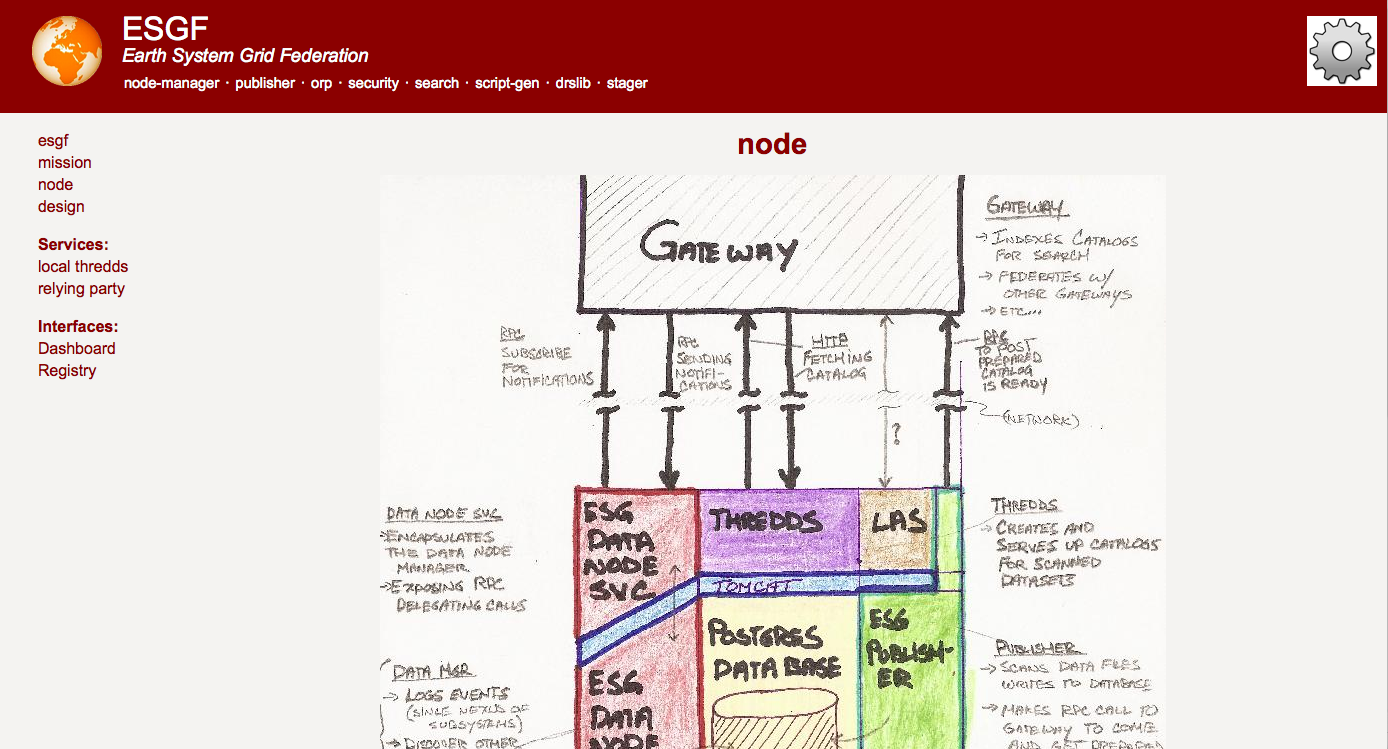 ESGF
Earth System Grid Federation
node-manager · publisher · orp · security · search · script-gen · drslib · stager
esgf
mission
node
design
Services:
local thredds
relying party
Interfaces:
Dashboard
Registry
node
GATEWAY
GATEWAY
→ INDEXES CATALOGS
FOR SEARCH
→ FEDERATES W/
OTHER GATEWAYS
→ ETC...
RPC
SUBSCRIBE
FOR
NOTIFICATIONS
RPC
SENDING
NOTIFI-
CATIONS
HTTP
FETCHING
CATALOG
RPC
TO POST
PREPARED
CATALOG
IS READY
(NETWORK)
?
DATA NODE SVC
→ENCAPSULATES
THE DATA NODE
MANAGER.
→EXPOSING RPC
DELEGATING CALLS
ESG
DATA
NODE
SVC.
THREDDS
LAS
TOMCAT
THREDDS
→ CREATES AND
SERVES UP CATALOGS
FOR SCANNED
DATASETS
POSTGRES
DATA BASE
ESG
PUBLISH-
ER
DATA MGR
→ LOGS EVENTS
(SINGLE NEXUS OF
SUBSYSTEMS)
→ DISCOVER OTHER
ESG
DATA
NODE
PUBLISHER
→ SCANS DATA FILES
WRITES TO DATABASE
→ MAKES RPC CALL TO
GATEWAY TO COME
AND GET PREPARED